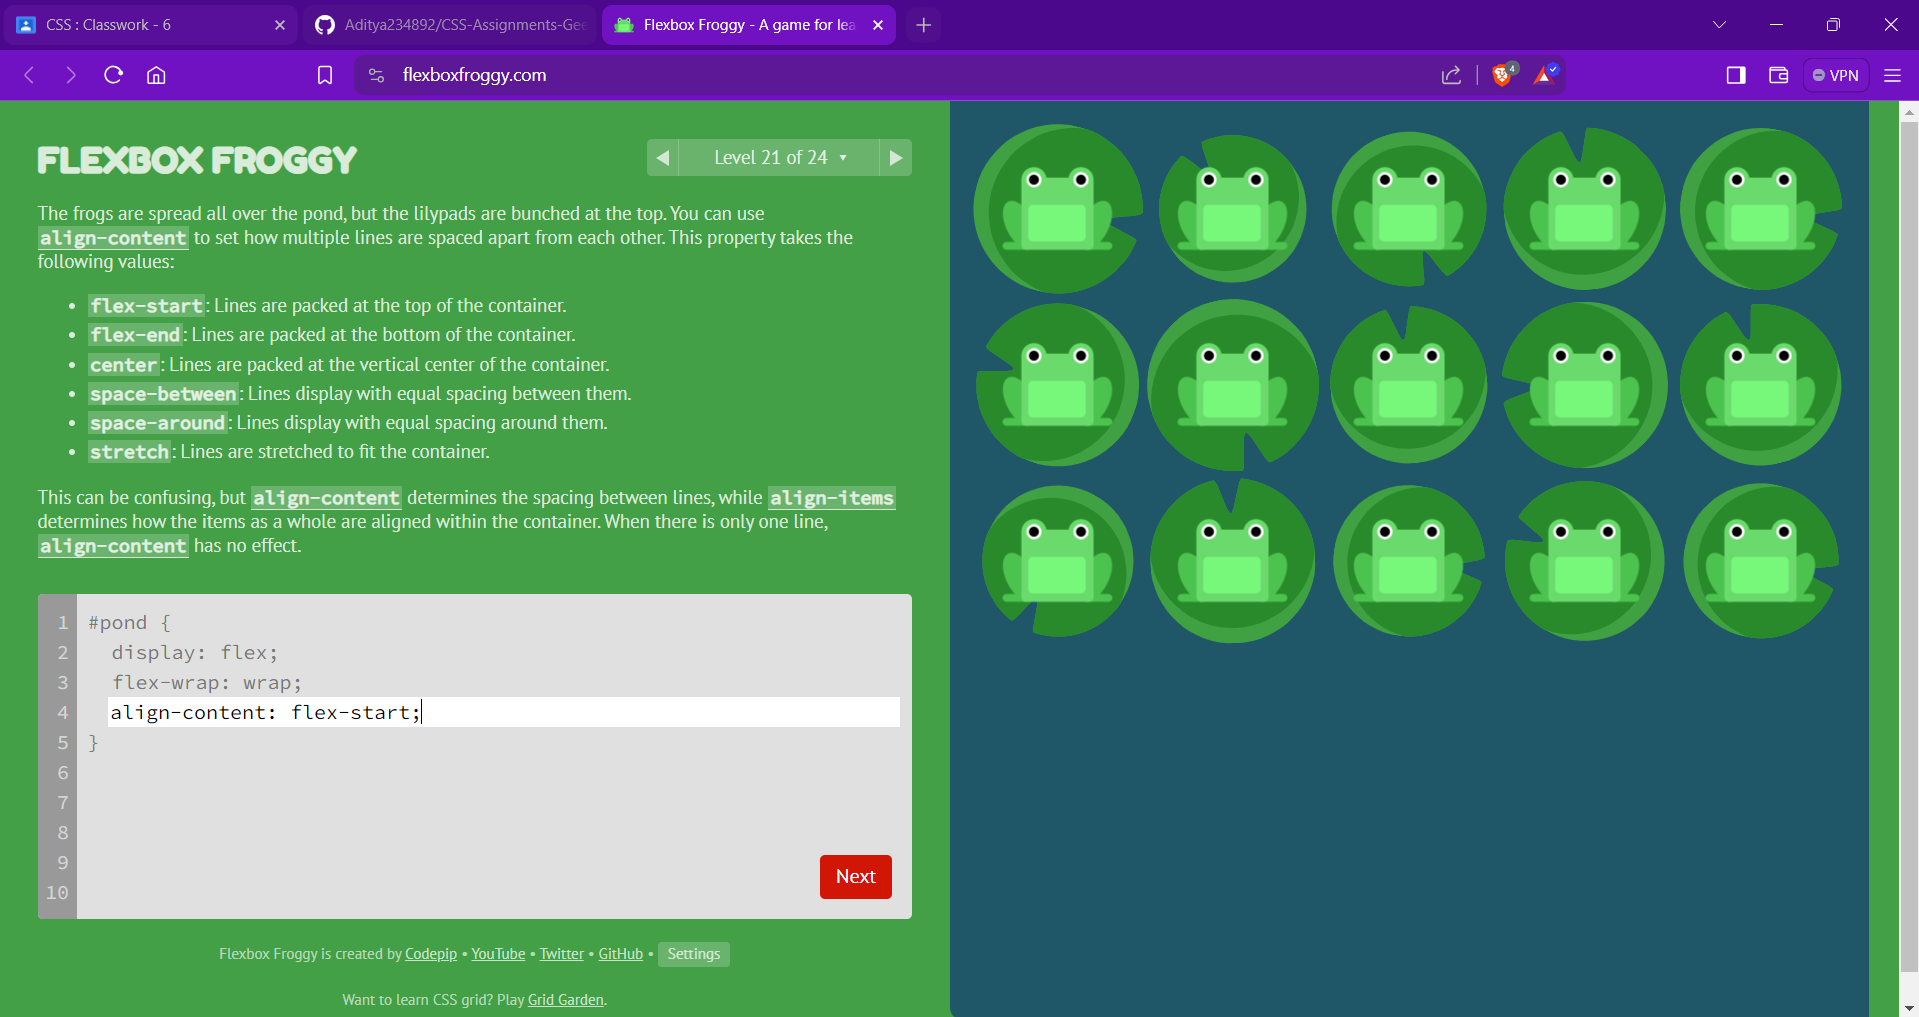 CSS : Classwork - 6
Aditya234892/CSS-Assignments-Gee
Flexbox Froggy - A game for lea
flexboxfroggy.com
4
VPN
FLEXBOX FROGGY
Level 21 of 24
The frogs are spread all over the pond, but the lilypads are bunched at the top. You can use
align-content to set how multiple lines are spaced apart from each other. This property takes the
following values:
• flex-start: Lines are packed at the top of the container.
• flex-end: Lines are packed at the bottom of the container.
• center: Lines are packed at the vertical center of the container.
• space-between: Lines display with equal spacing between them.
• space-around: Lines display with equal spacing around them.
• stretch: Lines are stretched to fit the container.
This can be confusing, but align-content determines the spacing between lines, while align-items
determines how the items as a whole are aligned within the container. When there is only one line,
align-content has no effect.
1 #pond {
2 display: flex;
3 flex-wrap: wrap;
4 align-content: flex-start;
5 }
6
7
8
9
10
Next
Flexbox Froggy is created by Codepip • YouTube • Twitter • GitHub • Settings
Want to learn CSS grid? Play Grid Garden.